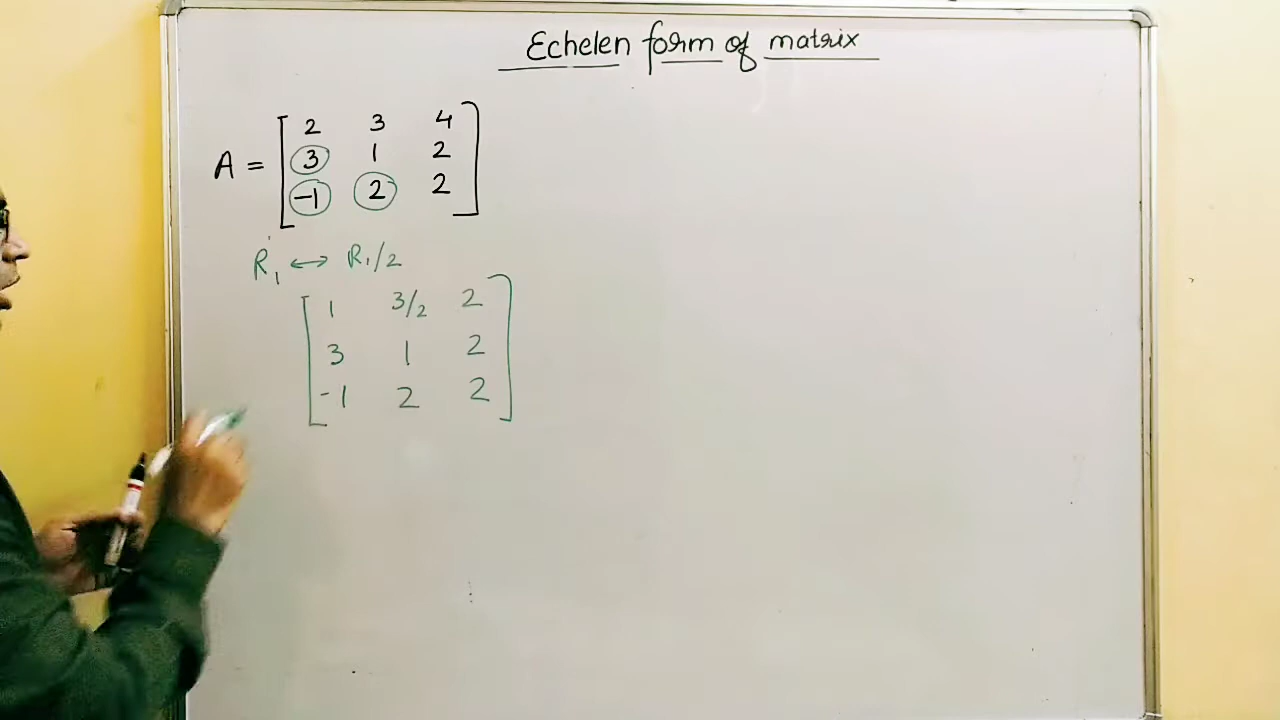 Echelen form of matrix
2 3 4
A = 3 1 2
-1 2 2
R₁ ↔ R₁/2
1 3/2 2
3 1 2
-1 2 2